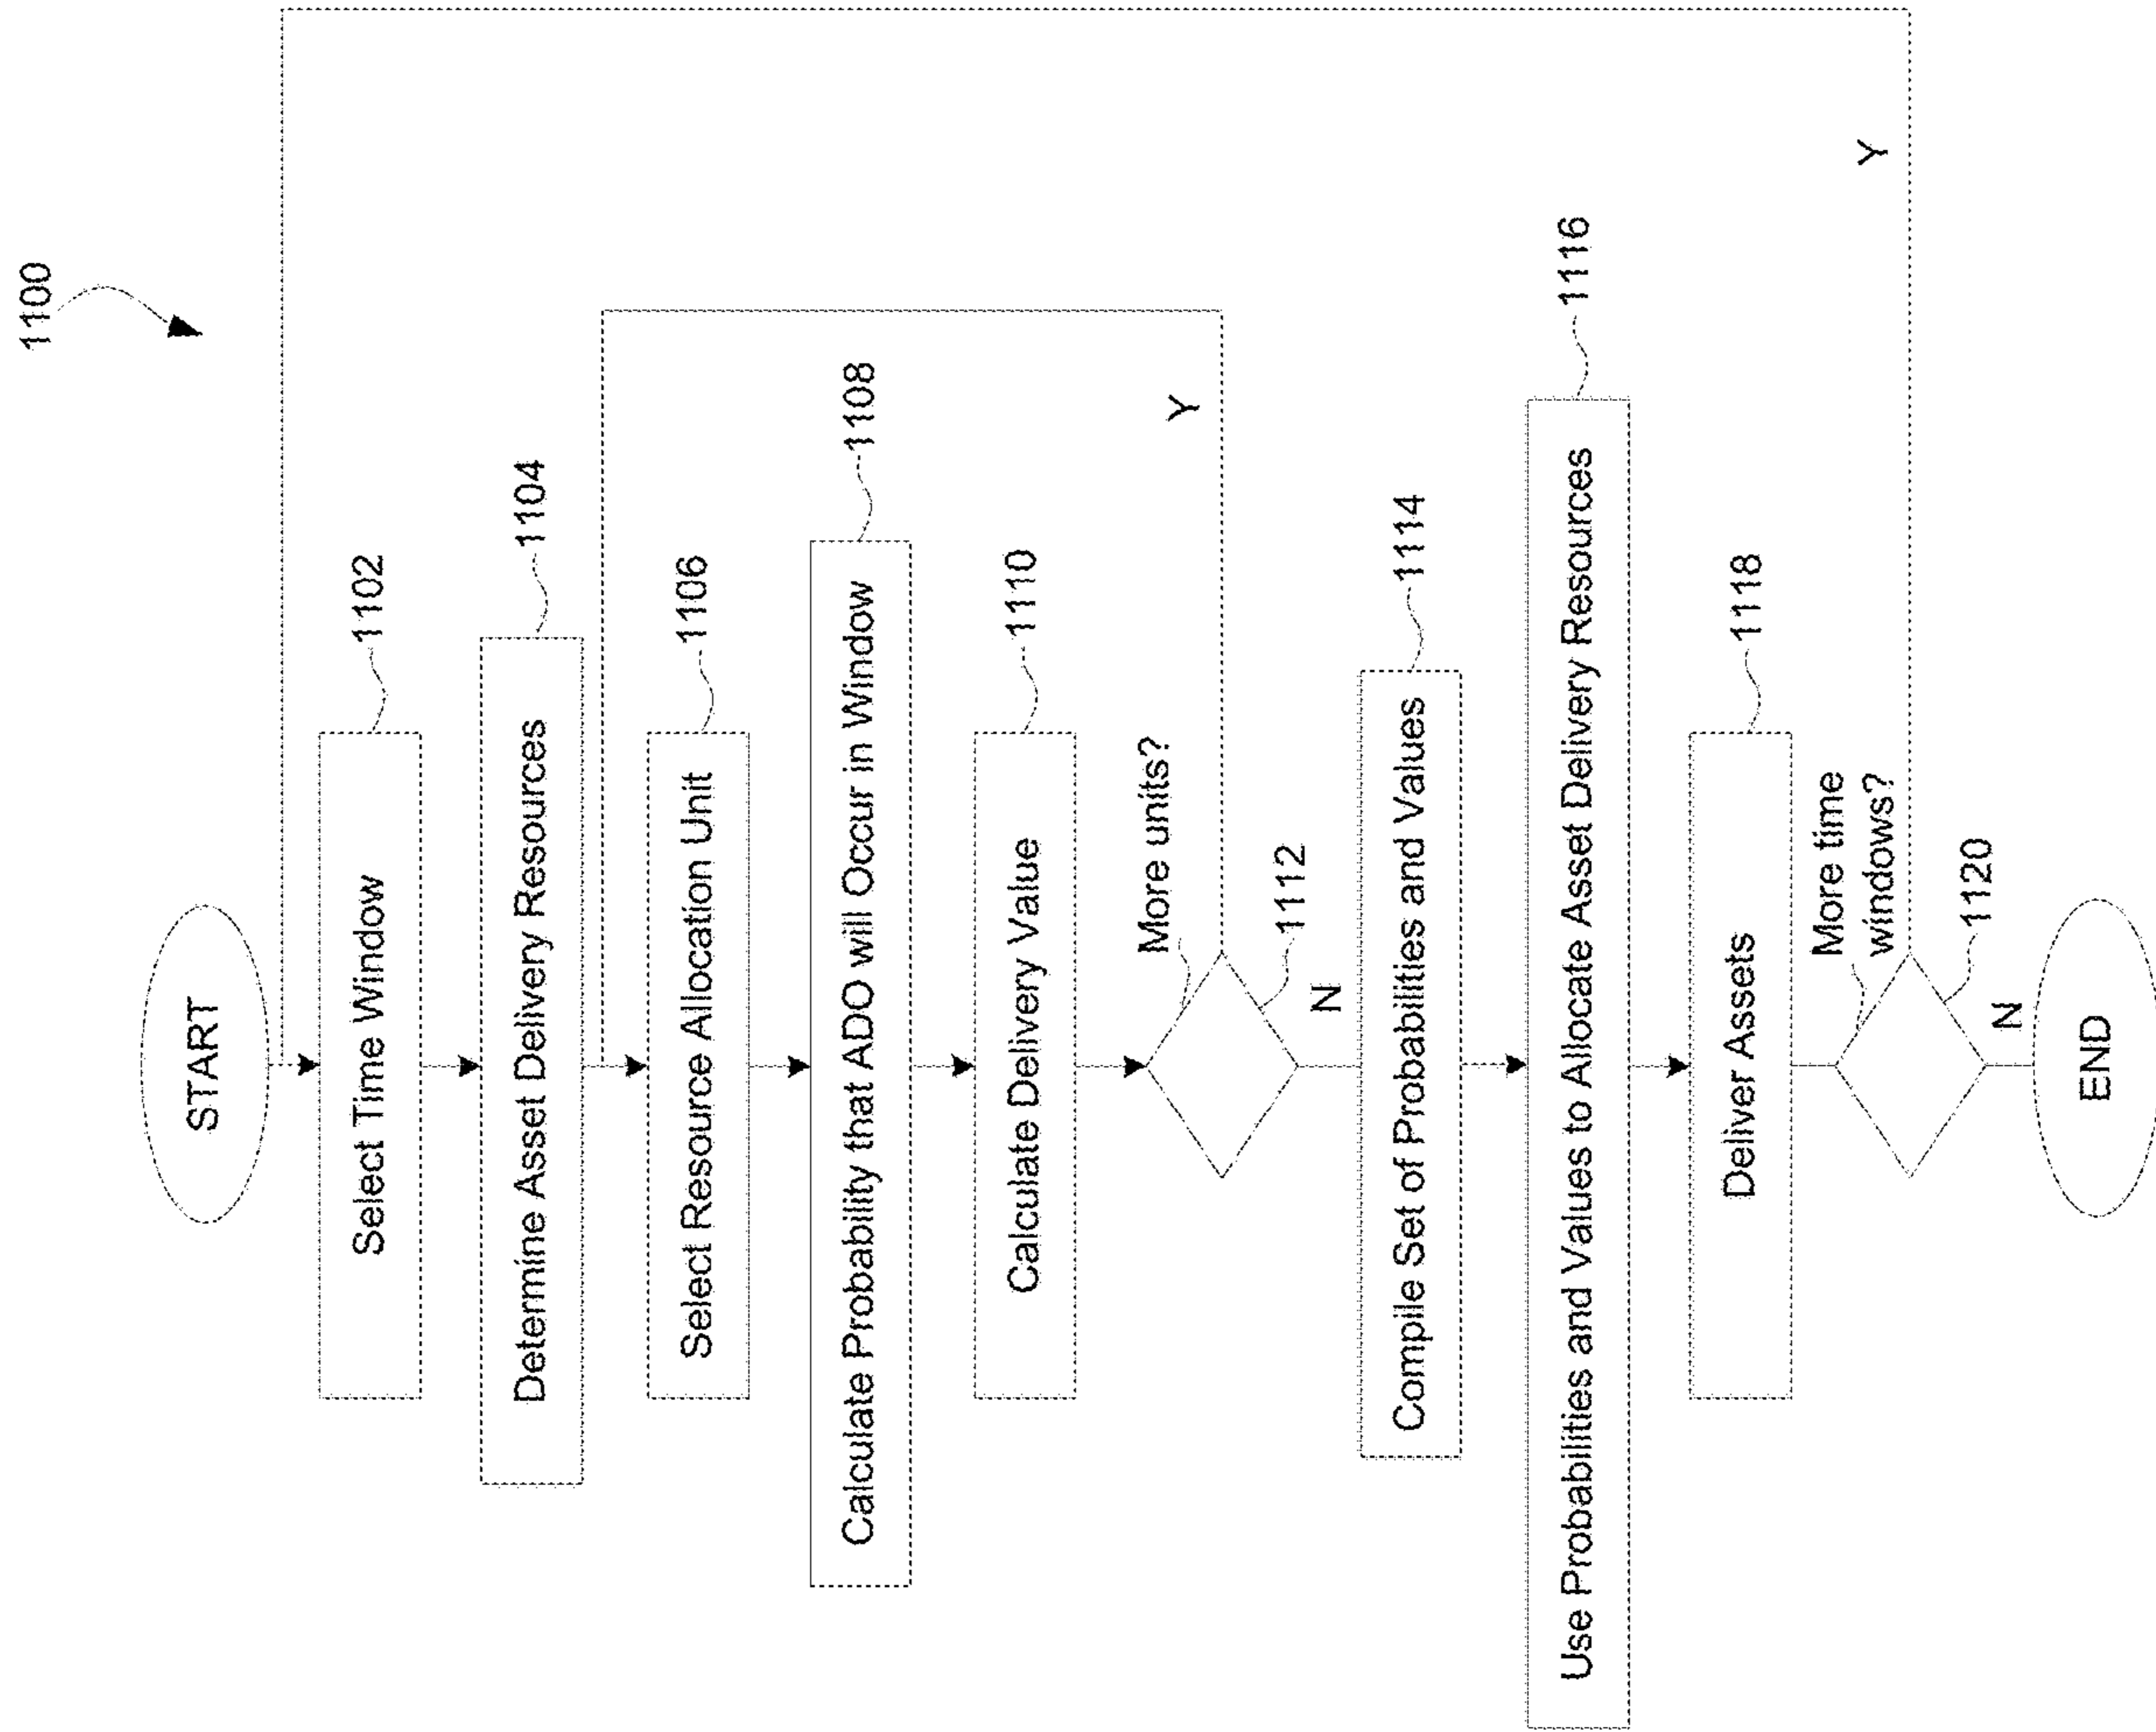 1100
START
Select Time Window
1102
Determine Asset Delivery Resources
1104
Select Resource Allocation Unit
1106
Calculate Probability that ADO will Occur in Window
1108
Calculate Delivery Value
1110
More units?
Y
1112
N
Compile Set of Probabilities and Values
1114
Use Probabilities and Values to Allocate Asset Delivery Resources
1116
Deliver Assets
1118
More time
windows?
Y
1120
N
END